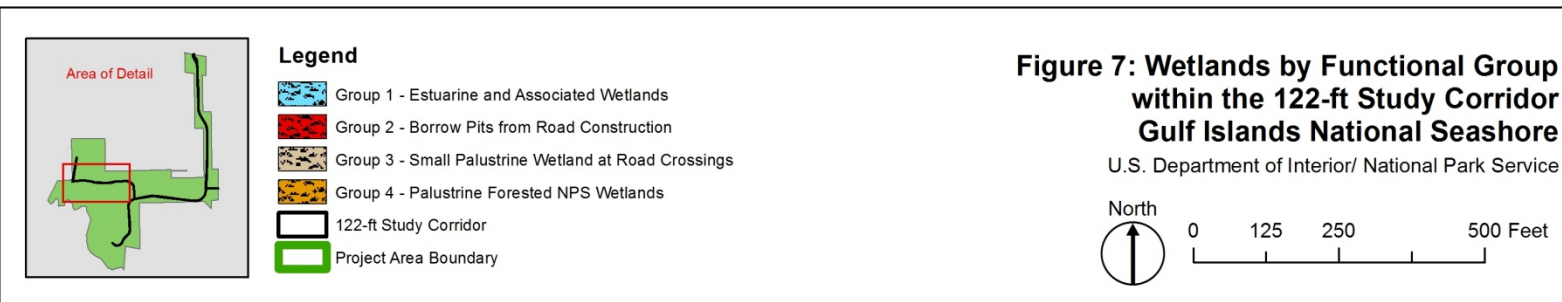 Area of Detail
Legend
Group 1 - Estuarine and Associated Wetlands
Group 2 - Borrow Pits from Road Construction
Group 3 - Small Palustrine Wetland at Road Crossings
Group 4 - Palustrine Forested NPS Wetlands
122-ft Study Corridor
Project Area Boundary
Figure 7: Wetlands by Functional Group
within the 122-ft Study Corridor
Gulf Islands National Seashore
U.S. Department of Interior/ National Park Service
North
0 125 250 500 Feet